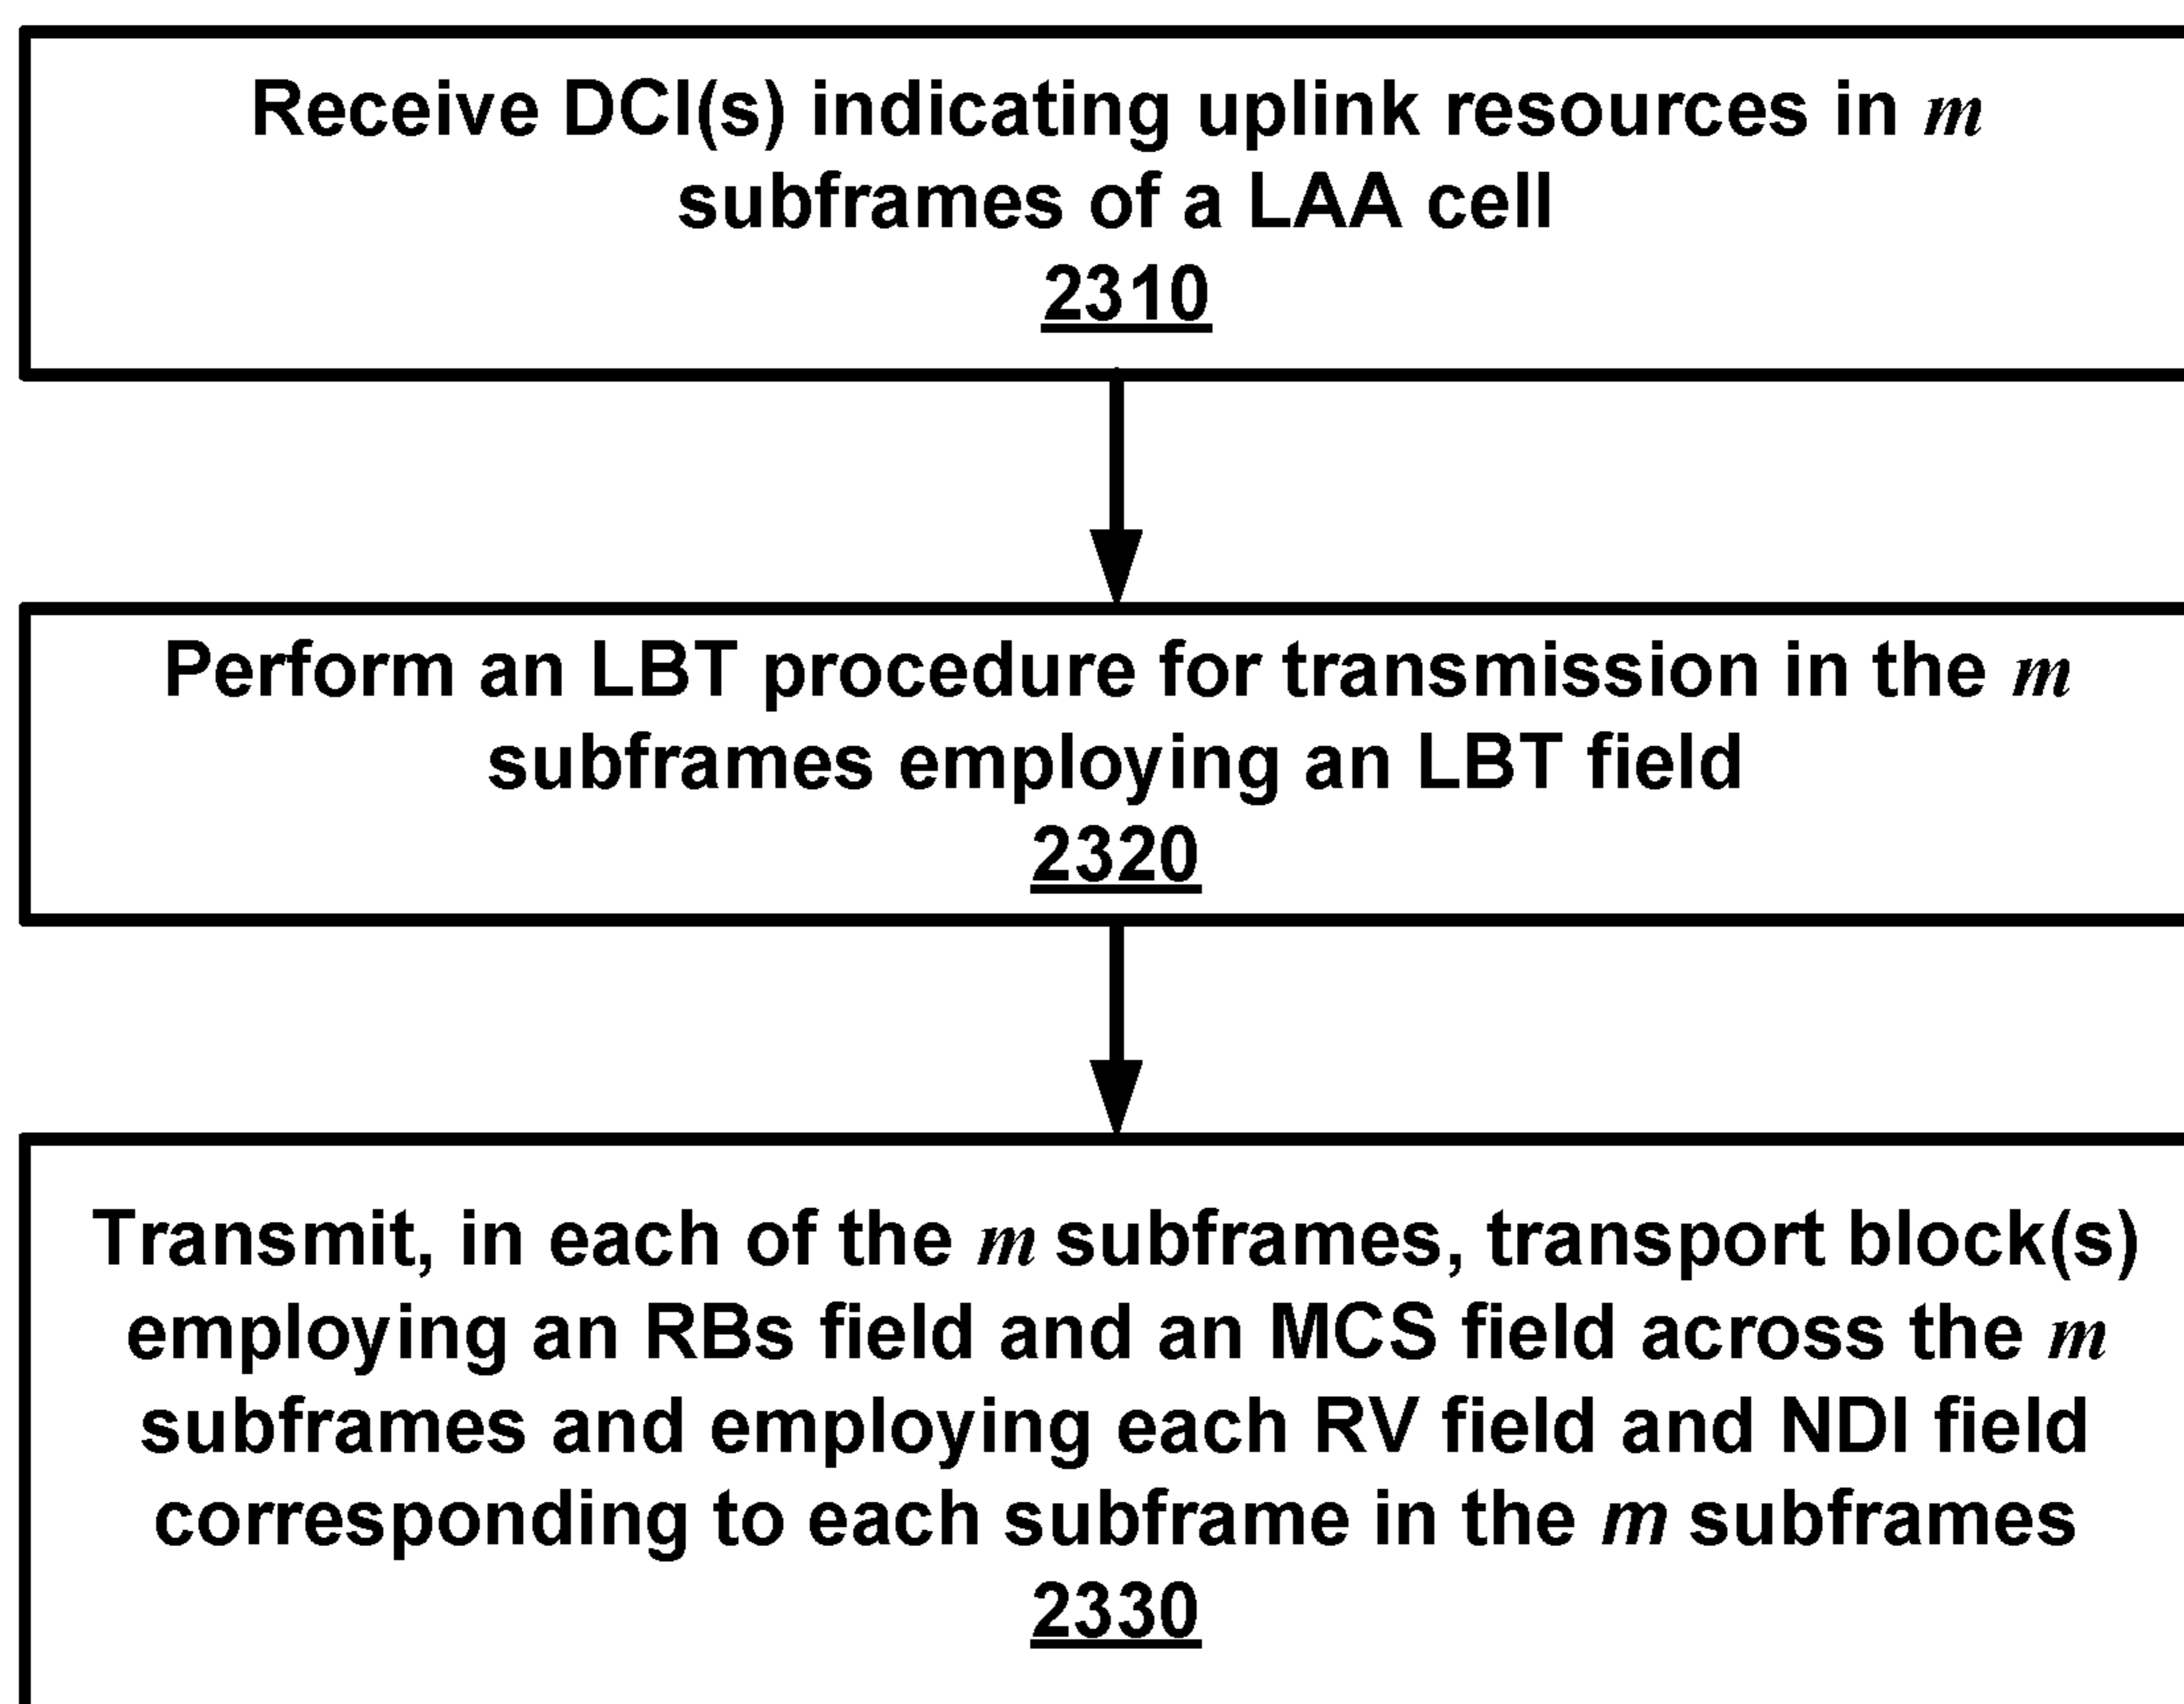 Receive DCI(s) indicating uplink resources in m
subframes of a LAA cell
2310
Perform an LBT procedure for transmission in the m
subframes employing an LBT field
2320
Transmit, in each of the m subframes, transport block(s)
employing an RBs field and an MCS field across the m
subframes and employing each RV field and NDI field
corresponding to each subframe in the m subframes
2330